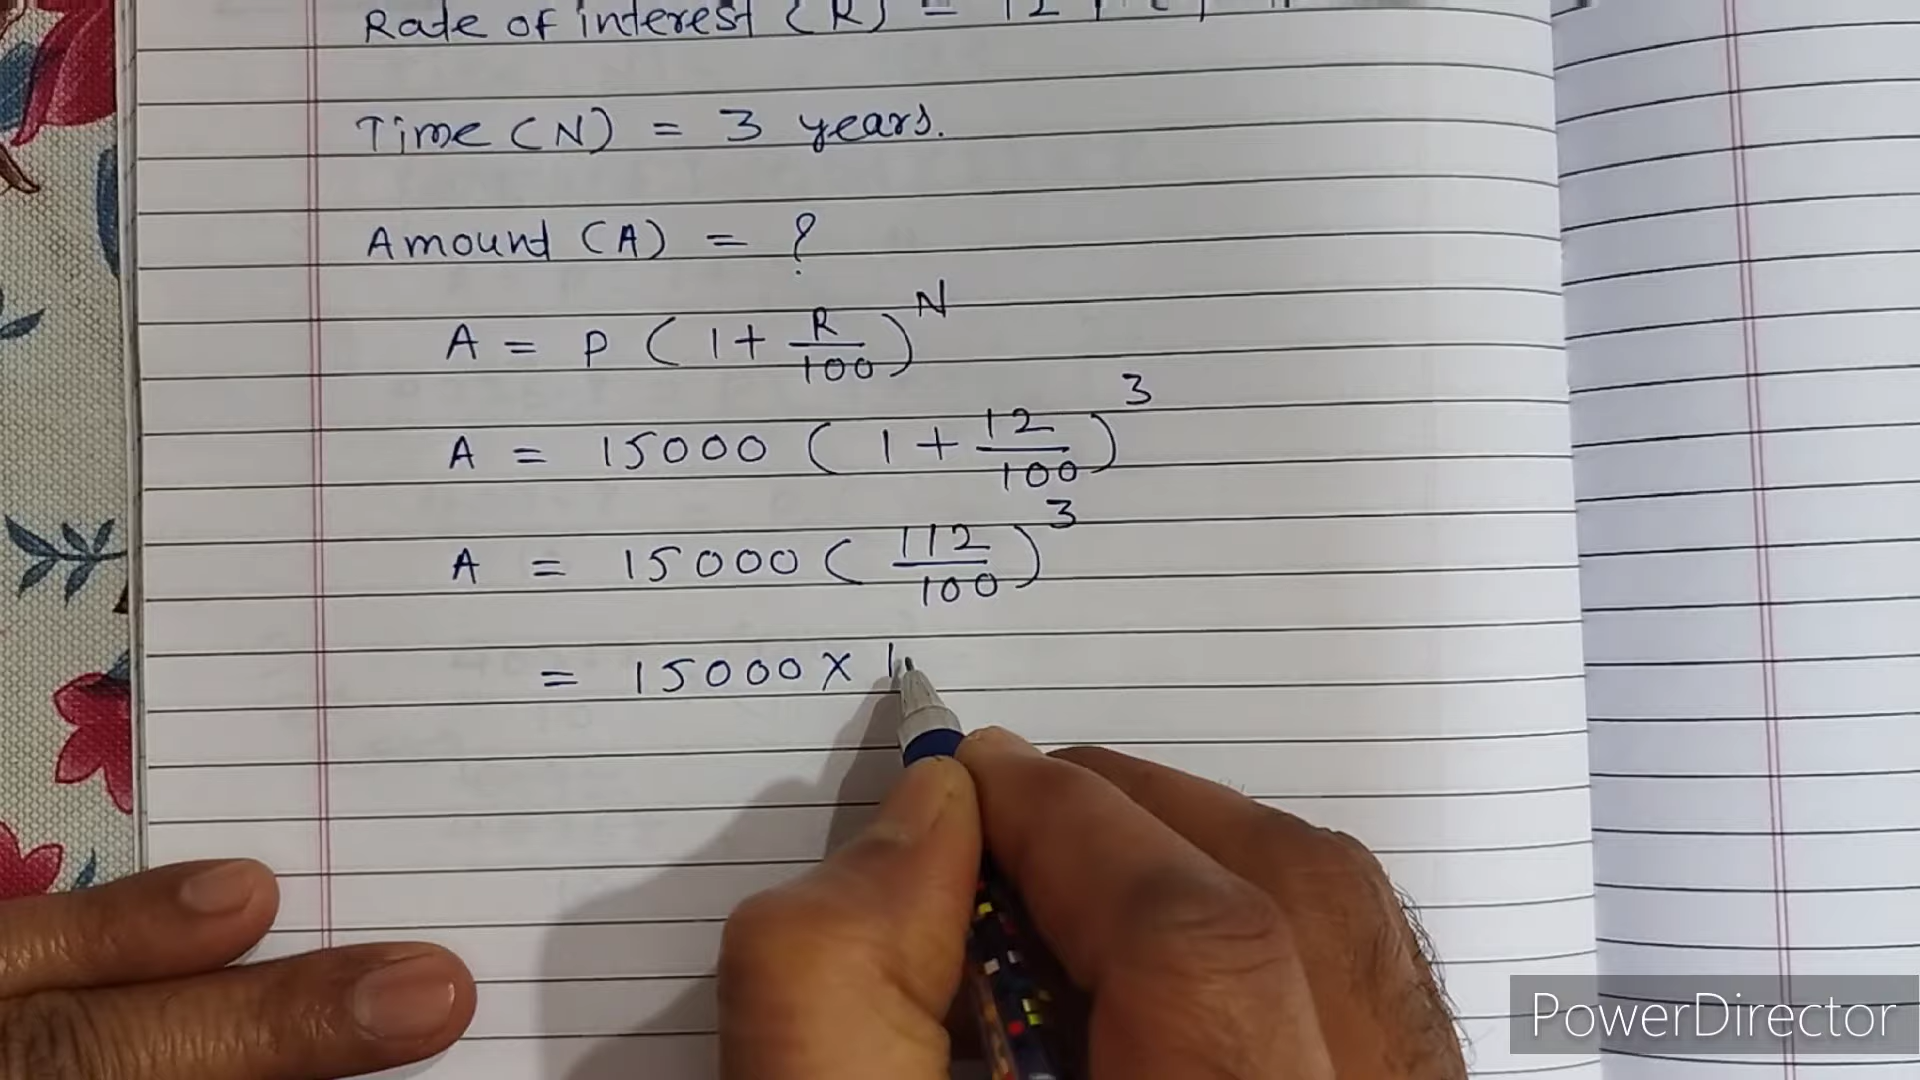 Rate of interest (R) = 12
Time (N) = 3 years.
Amount (A) = ?
A = P (1 + R/100)^N
A = 15000 (1 + 12/100)^3
A = 15000 (112/100)^3
= 15000 × 1
PowerDirector